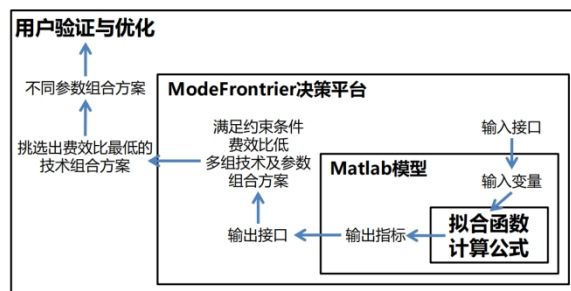 用户验证与优化
不同参数组合方案
挑选出费效比最低的
技术组合方案
ModeFrontrier决策平台
满足约束条件
费效比低
多组技术及参数
组合方案
输出接口
输入接口
Matlab模型
输入变量
拟合函数
计算公式
输出指标